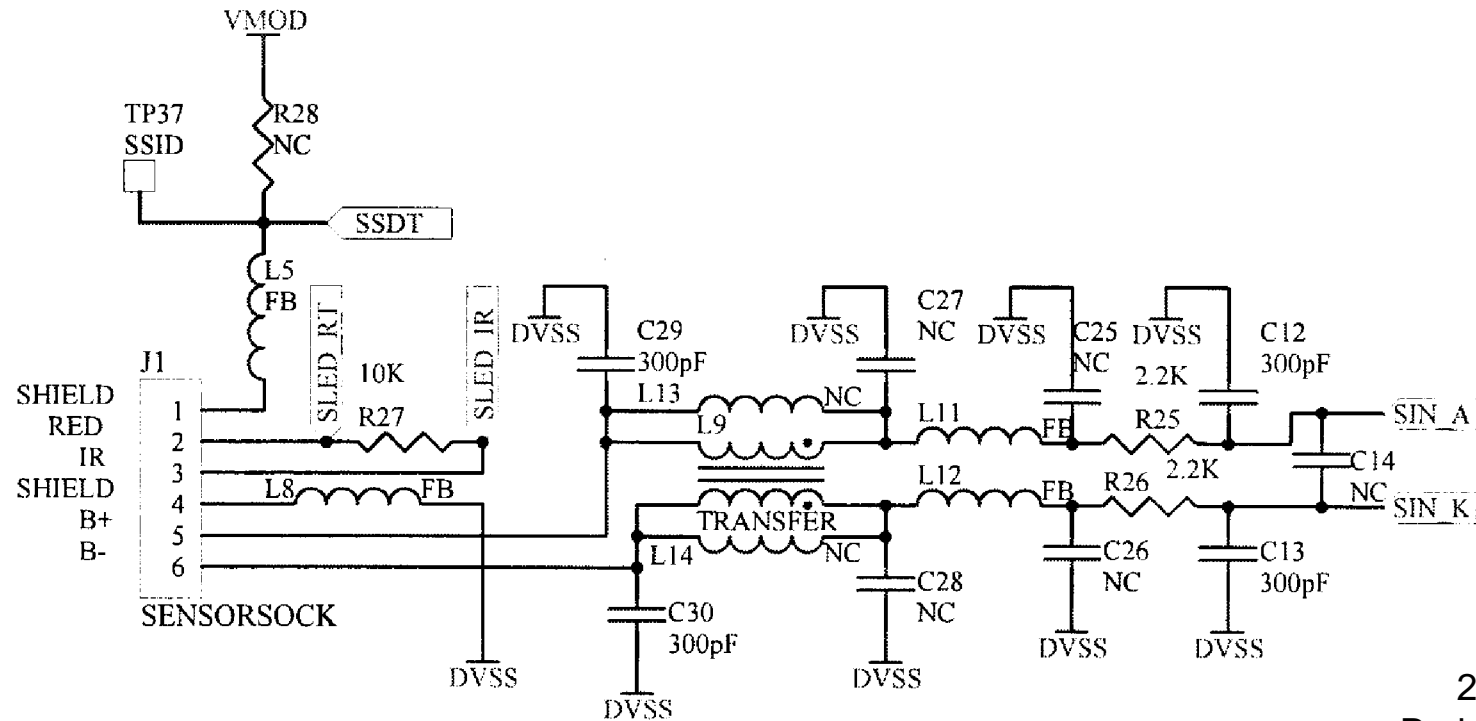 VMOD
TP37
SSID
R28
NC
SSDT
L5
FB
SLED_RT
SLED_IR
10K
R27
J1
SHIELD
RED
IR
SHIELD
B+
B-
1
2
3
4
5
6
SENSORSOCK
L8
FB
DVSS
DVSS
C29
300pF
L13
NC
L9
TRANSFER
L14
NC
C30
300pF
DVSS
DVSS
C27
NC
L11
FB
L12
FB
C28
NC
DVSS
DVSS
C25
NC
C26
NC
DVSS
DVSS
2.2K
R25
2.2K
R26
C12
300pF
C13
300pF
DVSS
C14
NC
SIN_A
SIN_K
2